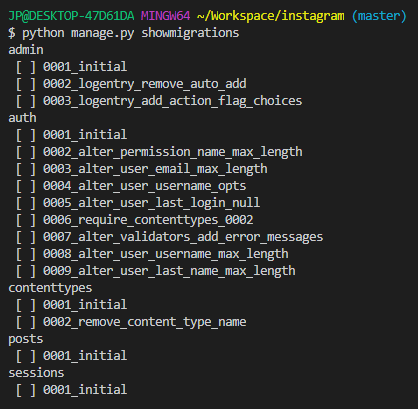 JP@DESKTOP-47D61DA MINGW64 ~/Workspace/instagram (master)
$ python manage.py showmigrations
admin
 [ ] 0001_initial
 [ ] 0002_logentry_remove_auto_add
 [ ] 0003_logentry_add_action_flag_choices
auth
 [ ] 0001_initial
 [ ] 0002_alter_permission_name_max_length
 [ ] 0003_alter_user_email_max_length
 [ ] 0004_alter_user_username_opts
 [ ] 0005_alter_user_last_login_null
 [ ] 0006_require_contenttypes_0002
 [ ] 0007_alter_validators_add_error_messages
 [ ] 0008_alter_user_username_max_length
 [ ] 0009_alter_user_last_name_max_length
contenttypes
 [ ] 0001_initial
 [ ] 0002_remove_content_type_name
posts
 [ ] 0001_initial
sessions
 [ ] 0001_initial